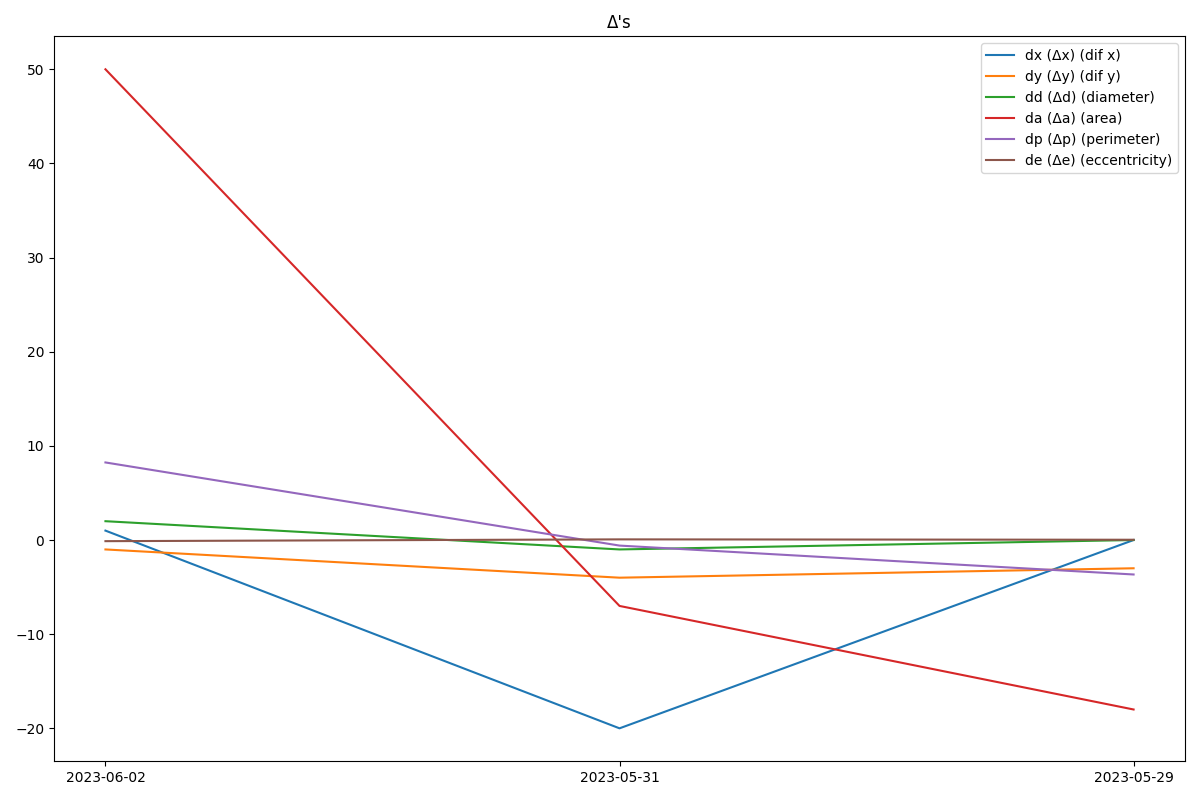 Δ's
dx (Δx) (dif x)
dy (Δy) (dif y)
dd (Δd) (diameter)
da (Δa) (area)
dp (Δp) (perimeter)
de (Δe) (eccentricity)
50
40
30
20
10
0
−10
−20
2023-06-02
2023-05-31
2023-05-29